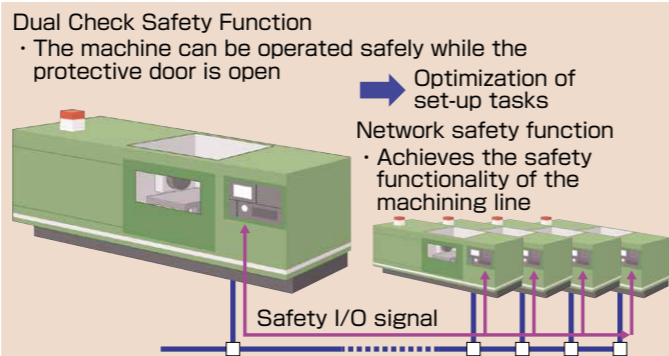 Dual Check Safety Function
・The machine can be operated safely while the
protective door is open
Optimization of
set-up tasks
Network safety function
・Achieves the safety
functionality of the
machining line
Safety I/O signal